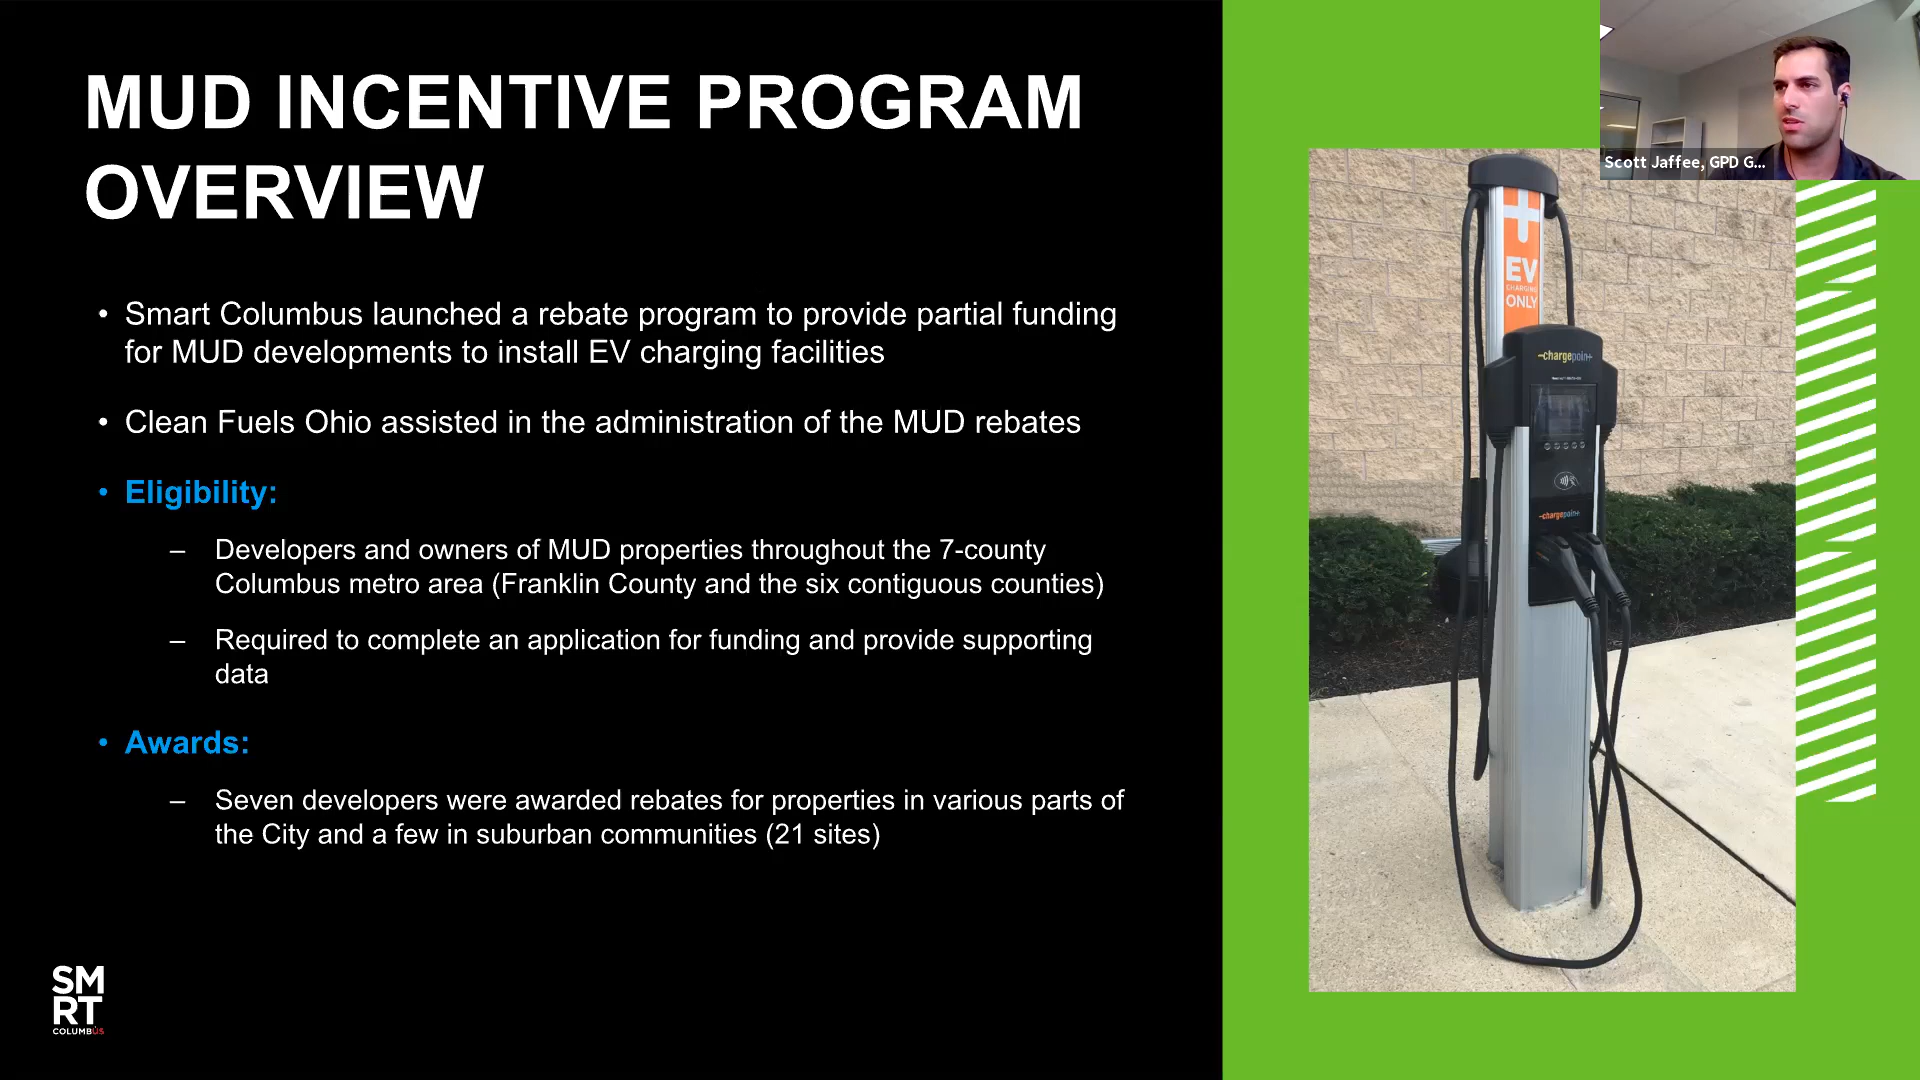 MUD INCENTIVE PROGRAM
OVERVIEW
• Smart Columbus launched a rebate program to provide partial funding
for MUD developments to install EV charging facilities
• Clean Fuels Ohio assisted in the administration of the MUD rebates
• Eligibility:
– Developers and owners of MUD properties throughout the 7-county
Columbus metro area (Franklin County and the six contiguous counties)
– Required to complete an application for funding and provide supporting
data
• Awards:
– Seven developers were awarded rebates for properties in various parts of
the City and a few in suburban communities (21 sites)
SM
RT
COLUMBUS
Scott Jaffee, GPD G...
EV
CHARGING
ONLY
-chargepoin+
-chargepoin+